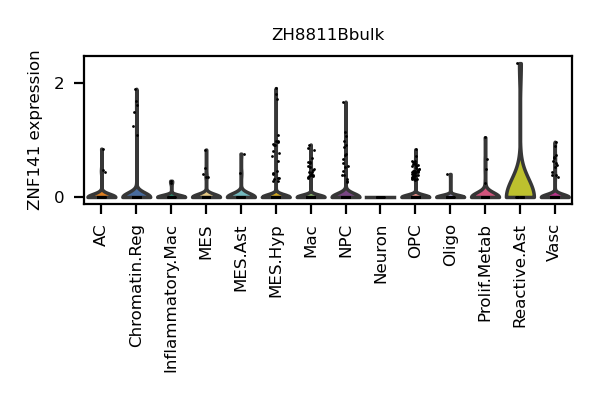 ZH8811Bbulk
ZNF141 expression
2
0
AC
Chromatin.Reg
Inflammatory.Mac
MES
MES.Ast
MES.Hyp
Mac
NPC
Neuron
OPC
Oligo
Prolif.Metab
Reactive.Ast
Vasc